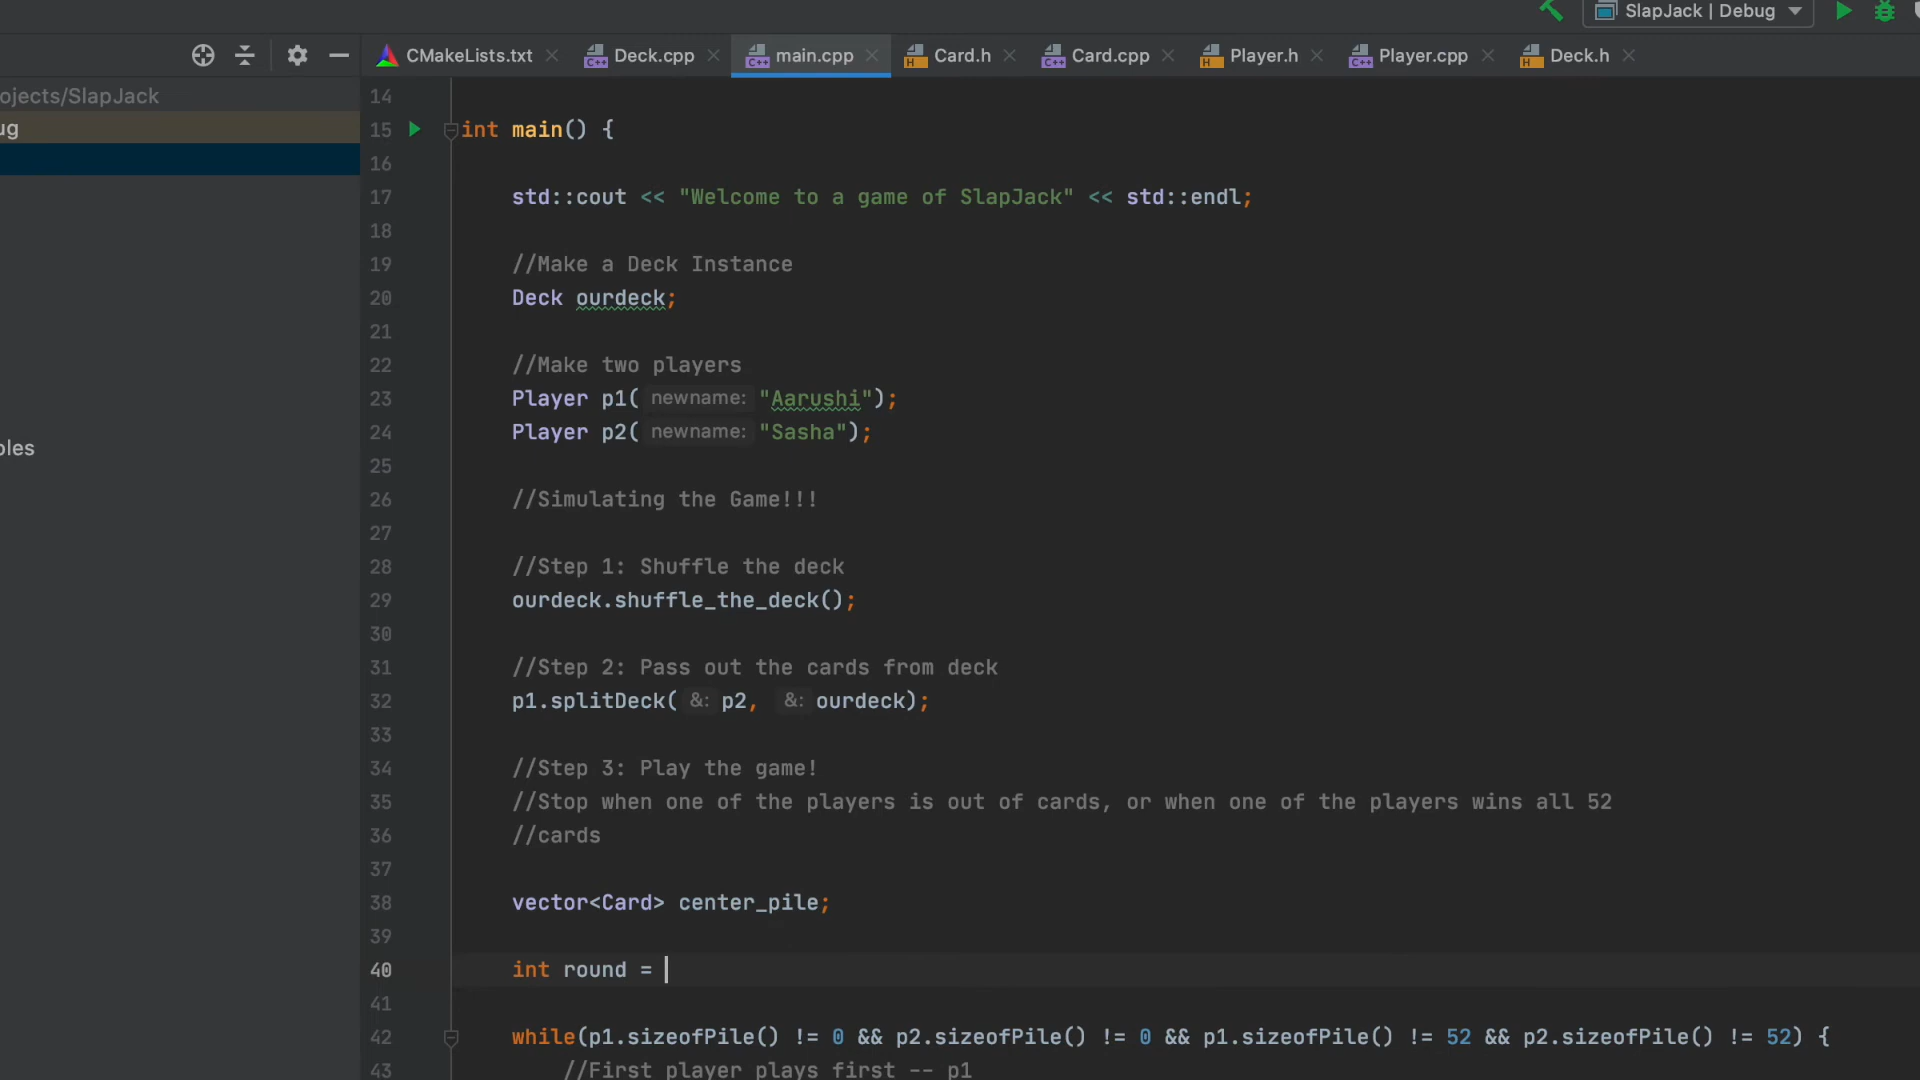 SlapJack | Debug
CMakeLists.txt
Deck.cpp
main.cpp
Card.h
Card.cpp
Player.h
Player.cpp
Deck.h
ojects/SlapJack
ug
bles
14
15 int main() {
16
17 std::cout << "Welcome to a game of SlapJack" << std::endl;
18
19 //Make a Deck Instance
20 Deck ourdeck;
21
22 //Make two players
23 Player p1( newname: "Aarushi");
24 Player p2( newname: "Sasha");
25
26 //Simulating the Game!!!
27
28 //Step 1: Shuffle the deck
29 ourdeck.shuffle_the_deck();
30
31 //Step 2: Pass out the cards from deck
32 p1.splitDeck( &: p2, &: ourdeck);
33
34 //Step 3: Play the game!
35 //Stop when one of the players is out of cards, or when one of the players wins all 52
36 //cards
37
38 vector<Card> center_pile;
39
40 int round =
41
42 while(p1.sizeofPile() != 0 && p2.sizeofPile() != 0 && p1.sizeofPile() != 52 && p2.sizeofPile() != 52) {
43 //First player plays first -- p1